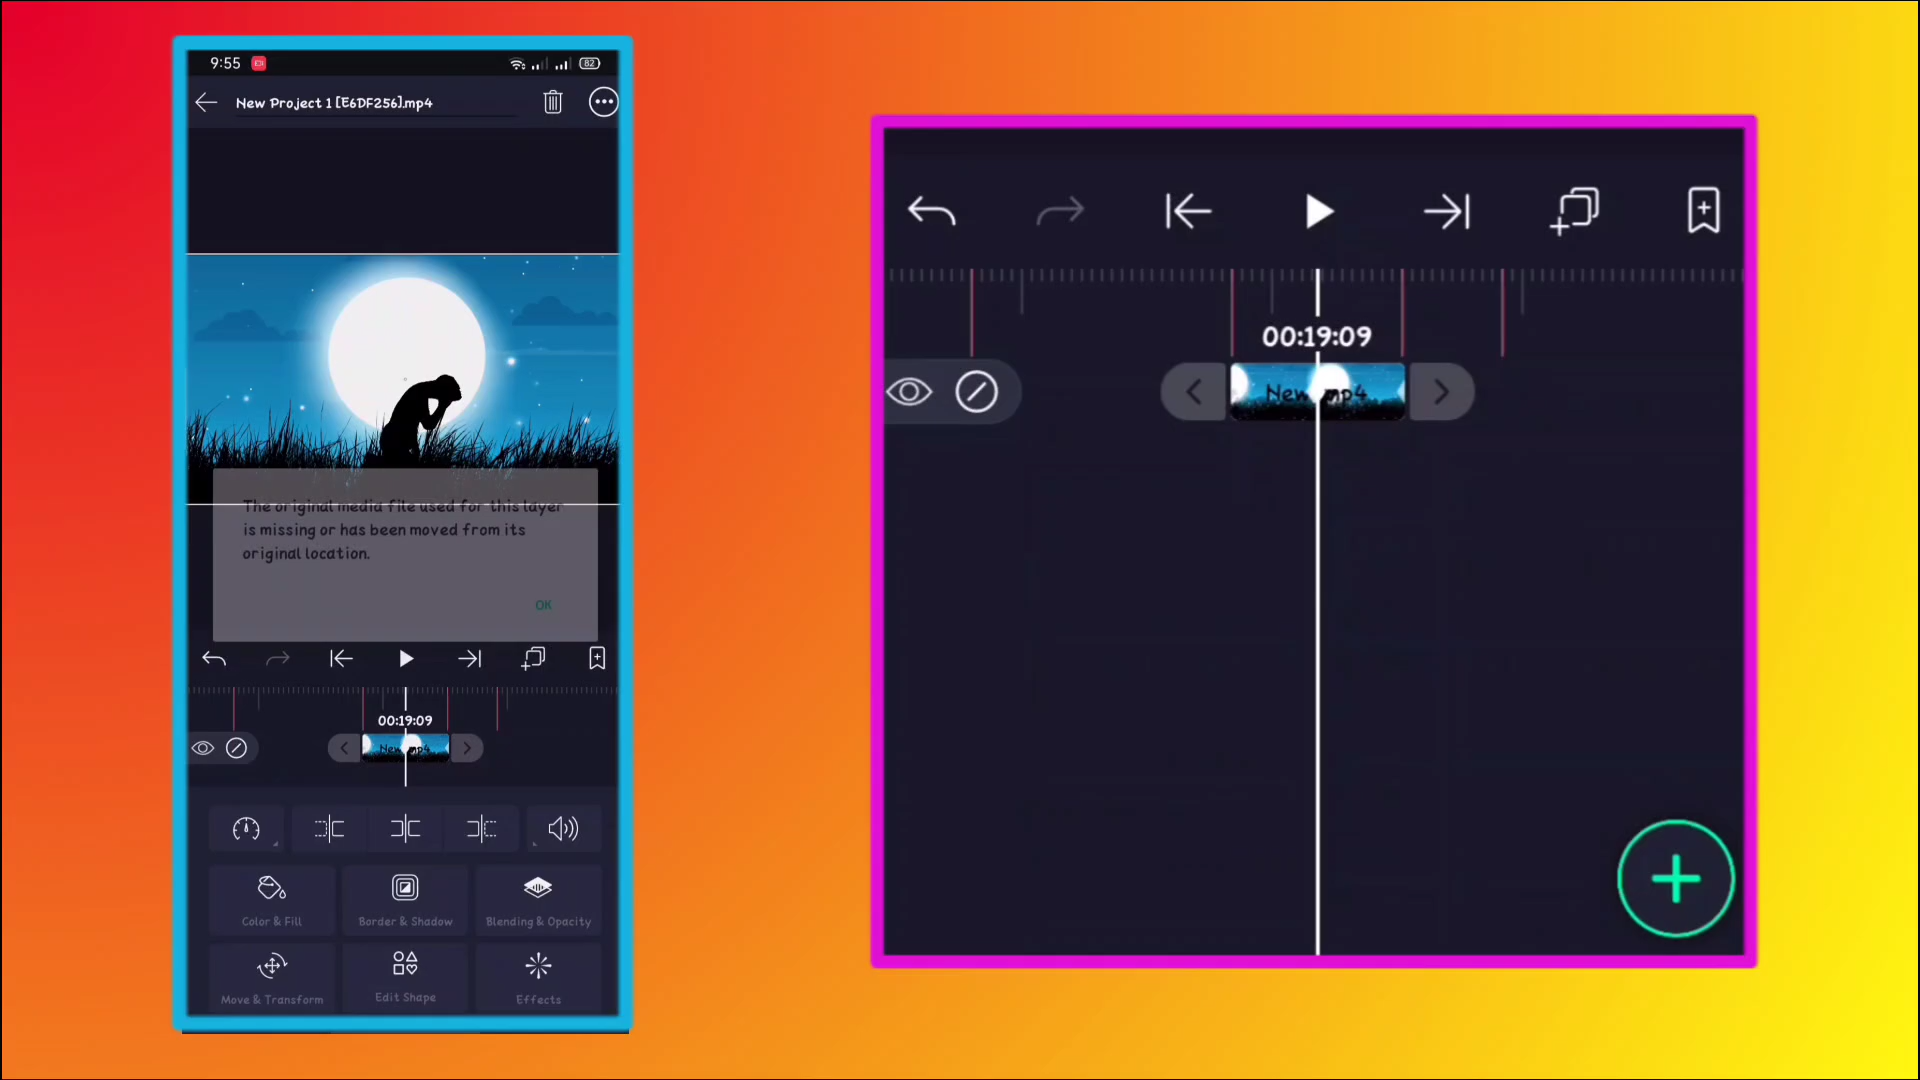 9:55
82
New Project 1 [E6DF256].mp4
The original media file used for this layer
is missing or has been moved from its
original location.
OK
00:19:09
New mp4
Color & Fill
Border & Shadow
Blending & Opacity
Move & Transform
Edit Shape
Effects
00:19:09
New mp4